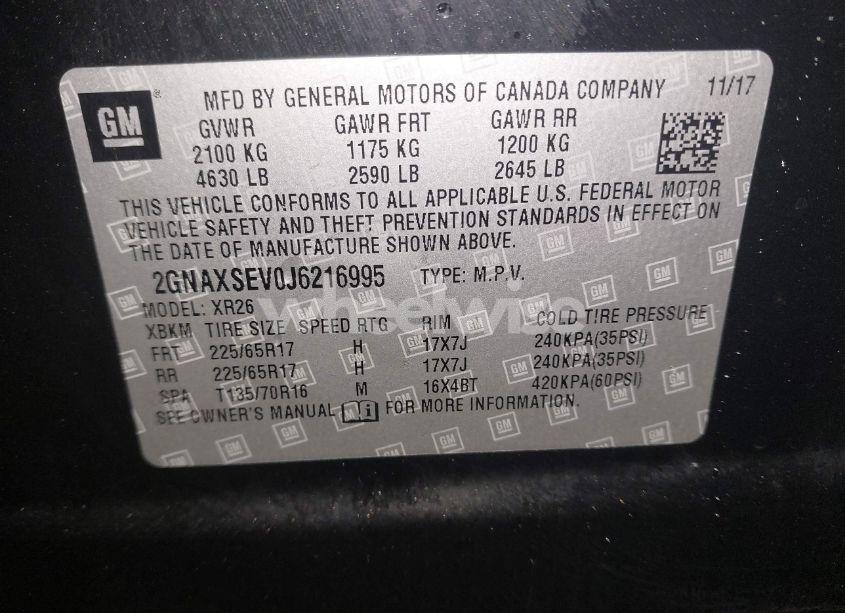 GM ® MFD BY GENERAL MOTORS OF CANADA COMPANY 11/17
GVWR GAWR FRT GAWR RR
2100 KG 1175 KG 1200 KG
4630 LB 2590 LB 2645 LB
THIS VEHICLE CONFORMS TO ALL APPLICABLE U.S. FEDERAL MOTOR
VEHICLE SAFETY AND THEFT PREVENTION STANDARDS IN EFFECT ON
THE DATE OF MANUFACTURE SHOWN ABOVE.
2GNAXSEV0J6216995 TYPE: M.P.V.
MODEL: XR26
wheelwise
XBKM TIRE SIZE SPEED RTG RIM COLD TIRE PRESSURE
FRT 225/65R17 H 17X7J 240KPA(35PSI)
RR 225/65R17 H 17X7J 240KPA(35PSI)
SPA T135/70R16 M 16X4BT 420KPA(60PSI)
SEE OWNER'S MANUAL i FOR MORE INFORMATION.